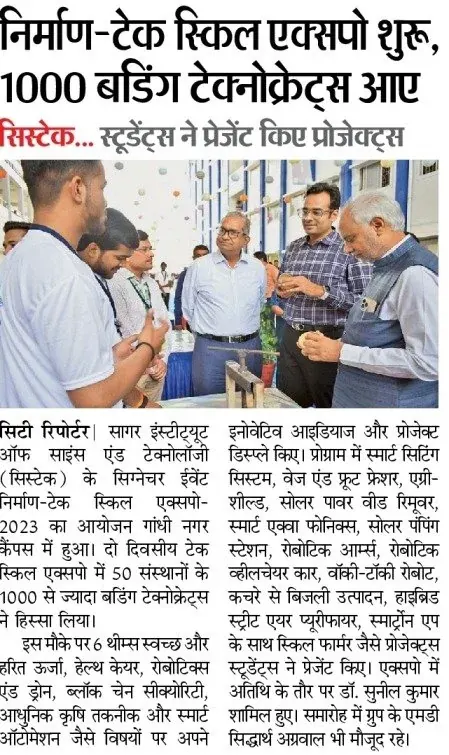 निर्माण-टेक स्किल एक्सपो शुरू,
1000 बडिंग टेक्नोक्रेट्स आए
सिस्टेक... स्टूडेंट्स ने प्रेजेंट किए प्रोजेक्ट्स
सिटी रिपोर्टर| सागर इंस्टीट्यूट
ऑफ साइंस एंड टेक्नोलॉजी
(सिस्टेक) के सिग्नेचर ईवेंट
निर्माण-टेक स्किल एक्सपो-
2023 का आयोजन गांधी नगर
कैंपस में हुआ। दो दिवसीय टेक
स्किल एक्सपो में 50 संस्थानों के
1000 से ज्यादा बडिंग टेक्नोक्रेट्स
ने हिस्सा लिया।
इस मौके पर 6 थीम्स स्वच्छ और
हरित ऊर्जा, हेल्थ केयर, रोबोटिक्स
एंड ड्रोन, ब्लॉक चेन सीक्योरिटी,
आधुनिक कृषि तकनीक और स्मार्ट
ऑटोमेशन जैसे विषयों पर अपने
इनोवेटिव आइडियाज और प्रोजेक्ट
डिस्प्ले किए। प्रोग्राम में स्मार्ट सिटिंग
सिस्टम, वेज एंड फ्रूट फ्रेशर, एग्री-
शील्ड, सोलर पावर वीड रिमूवर,
स्मार्ट एक्वा फोनिक्स, सोलर पंपिंग
स्टेशन, रोबोटिक आर्म्स, रोबोटिक
व्हीलचेयर कार, वॉकी-टॉकी रोबोट,
कचरे से बिजली उत्पादन, हाइब्रिड
स्ट्रीट एयर प्यूरीफायर, स्मार्ट्रोन एप
के साथ स्किल फार्मर जैसे प्रोजेक्ट्स
स्टूडेंट्स ने प्रेजेंट किए। एक्सपो में
अतिथि के तौर पर डॉ. सुनील कुमार
शामिल हुए। समारोह में ग्रुप के एमडी
सिद्धार्थ अग्रवाल भी मौजूद रहे।